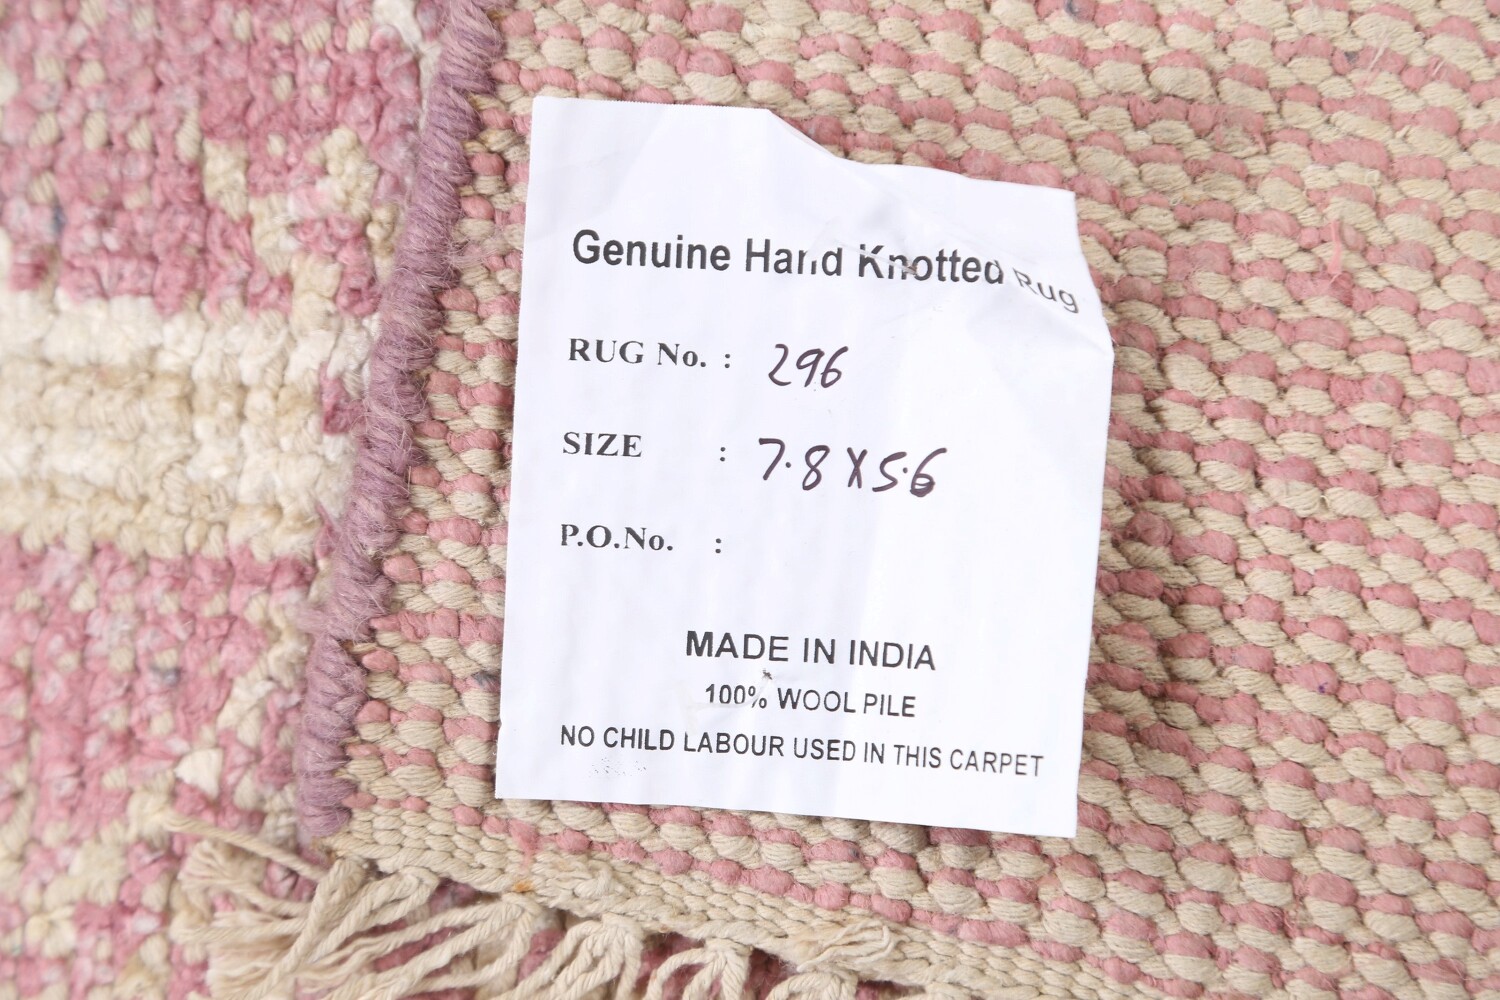 Genuine Hand Knotted Rug
RUG No. : 296
SIZE : 7.8 X 5.6
P.O.No. :
MADE IN INDIA
100% WOOL PILE
NO CHILD LABOUR USED IN THIS CARPET